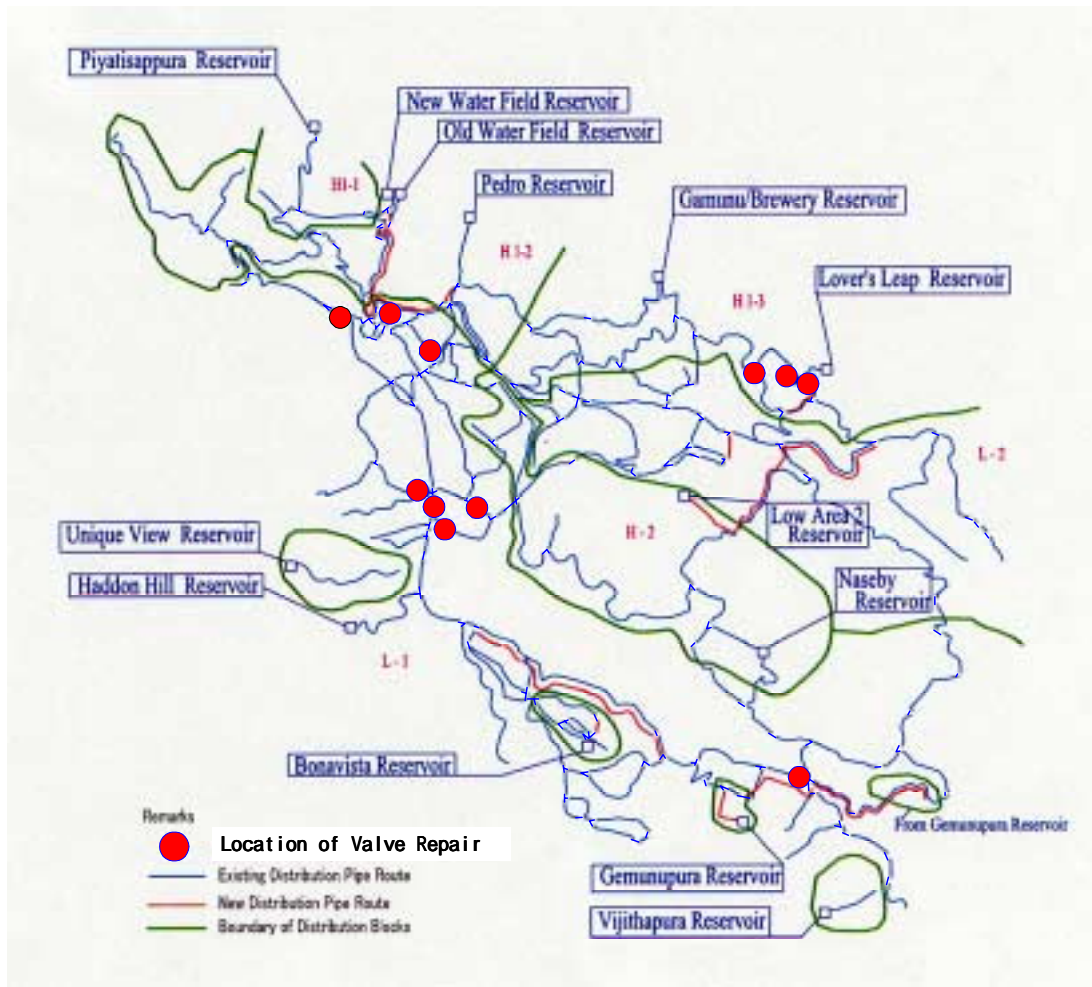 Piyatisappura Reservoir
New Water Field Reservoir
Old Water Field Reservoir
H1-1
Pedro Reservoir
Gamunu/Brewery Reservoir
H 1-2
Lover's Leap Reservoir
H 1-3
L - 2
Low Area 2
Reservoir
Unique View Reservoir
H - 2
Haddon Hill Reservoir
Naseby
Reservoir
L - 1
Bonavista Reservoir
Remarks
Location of Valve Repair
From Gemunupura Reservoir
Existing Distribution Pipe Route
Gemunupura Reservoir
New Distribution Pipe Route
Vijithapura Reservoir
Boundary of Distribution Blocks